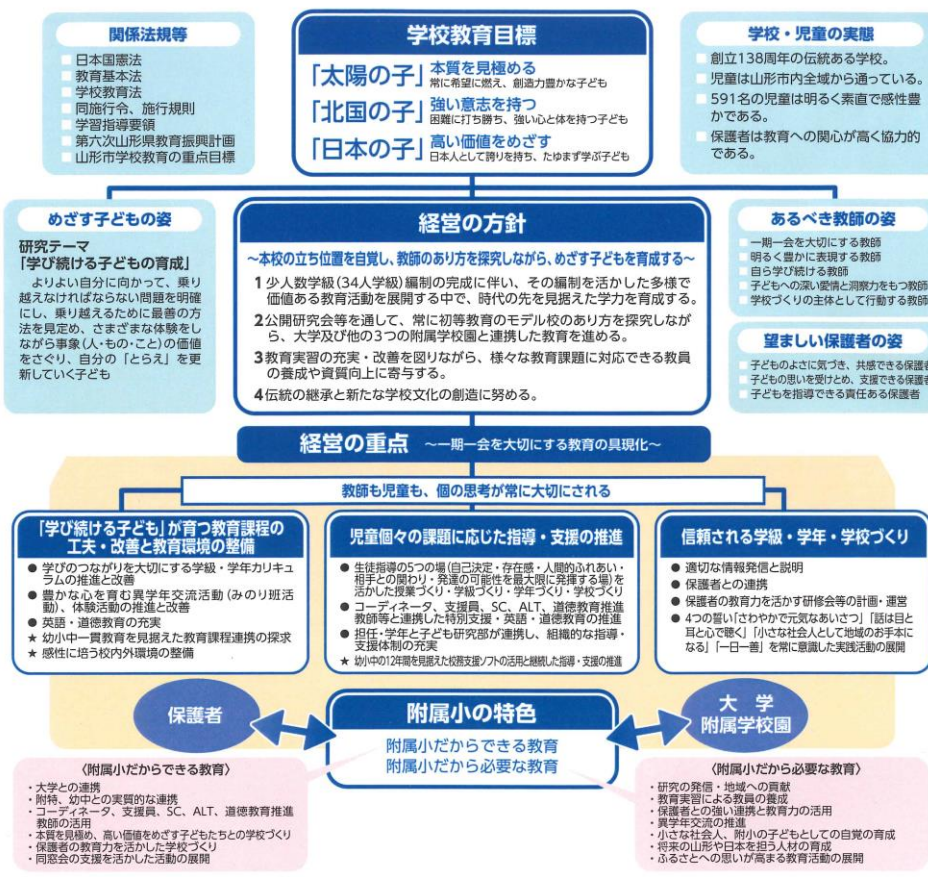 関係法規等
日本国憲法
教育基本法
学校教育法
同施行令、施行規則
学習指導要領
第六次山形県教育振興計画
山形市学校教育の重点目標
学校教育目標
「太陽の子」本質を見極める
常に希望に燃え、創造力豊かな子ども
「北国の子」強い意志を持つ
困難に打ち勝ち、強い心と体を持つ子ども
「日本の子」高い価値をめざす
日本人として誇りを持ち、たゆまず学ぶ子ども
学校・児童の実態
創立138周年の伝統ある学校。
児童は山形市内全域から通っている。
591名の児童は明るく素直で感性豊
かである。
保護者は教育への関心が高く協力的
である。
めざす子どもの姿
研究テーマ
「学び続ける子どもの育成」
よりよい自分に向かって、乗り
越えなければならない問題を明確
にし、乗り越えるために最善の方
法を見定め、さまざまな体験をし
ながら事象(人・もの・こと)の価値
をさぐり、自分の「とらえ」を更
新していく子ども
経営の方針
～本校の立ち位置を自覚し、教師のあり方を探究しながら、めざす子どもを育成する～
1 少人数学級(34人学級)編制の完成に伴い、その編制を活かした多様で
価値ある教育活動を展開する中で、時代の先を見据えた学力を育成する。
2 公開研究会等を通して、常に初等教育のモデル校のあり方を探究しなが
ら、大学及び他の3つの附属学校園と連携した教育を進める。
3 教育実習の充実・改善を図りながら、様々な教育課題に対応できる教員
の養成や資質向上に寄与する。
4 伝統の継承と新たな学校文化の創造に努める。
あるべき教師の姿
一期一会を大切にする教師
明るく豊かに表現する教師
自ら学び続ける教師
子どもへの深い愛情と洞察力をもつ教師
学校づくりの主体として行動する教師
望ましい保護者の姿
子どものよさに気づき、共感できる保護者
子どもの思いを受けとめ、支援できる保護者
子どもを指導できる責任ある保護者
経営の重点 ～一期一会を大切にする教育の具現化～
教師も児童も、個の思考が常に大切にされる
「学び続ける子ども」が育つ教育課程の
工夫・改善と教育環境の整備
● 学びのつながりを大切にする学級・学年カリキュ
ラムの推進と改善
● 豊かな心を育む異学年交流活動(みのり班活
動)、体験活動の推進と改善
● 英語・道徳教育の充実
★ 幼小中一貫教育を見据えた教育課程連携の探求
★ 感性に培う校内外環境の整備
児童個々の課題に応じた指導・支援の推進
● 生徒指導の5つの場(自己決定・存在感・人間的ふれあい・
相手との関わり・発達の可能性を最大限に発揮する場)を
活かした授業づくり・学級づくり・学年づくり・学校づくり
● コーディネータ、支援員、SC、ALT、道徳教育推進
教師等と連携した特別支援・英語・道徳教育の推進
● 担任・学年と子ども研究部が連携し、組織的な指導・
支援体制の充実
★ 幼小中の12年間を見据えた校務支援ソフトの活用と継続した指導・支援の推進
信頼される学級・学年・学校づくり
● 適切な情報発信と説明
● 保護者との連携
● 保護者の教育力を活かす研修会等の計画・運営
● 4つの誓い「さわやかで元気なあいさつ」「話は目と
耳と心で聴く」「小さな社会人として地域のお手本に
なる」「一日一善」を常に意識した実践活動の展開
保護者
附属小の特色
附属小だからできる教育
附属小だから必要な教育
大学
附属学校園
〈附属小だからできる教育〉
・大学との連携
・附特、幼中との実質的な連携
・コーディネータ、支援員、SC、ALT、道徳教育推進
教師の活用
・本質を見極め、高い価値をめざす子どもたちとの学校づくり
・保護者の教育力を活かした学校づくり
・同窓会の支援を活かした活動の展開
〈附属小だから必要な教育〉
・研究の発信・地域への貢献
・教育実習による教員の養成
・保護者との強い連携と教育力の活用
・異学年交流の推進
・小さな社会人、附小の子どもとしての自覚の育成
・将来の山形や日本を担う人材の育成
・ふるさとへの思いが高まる教育活動の展開